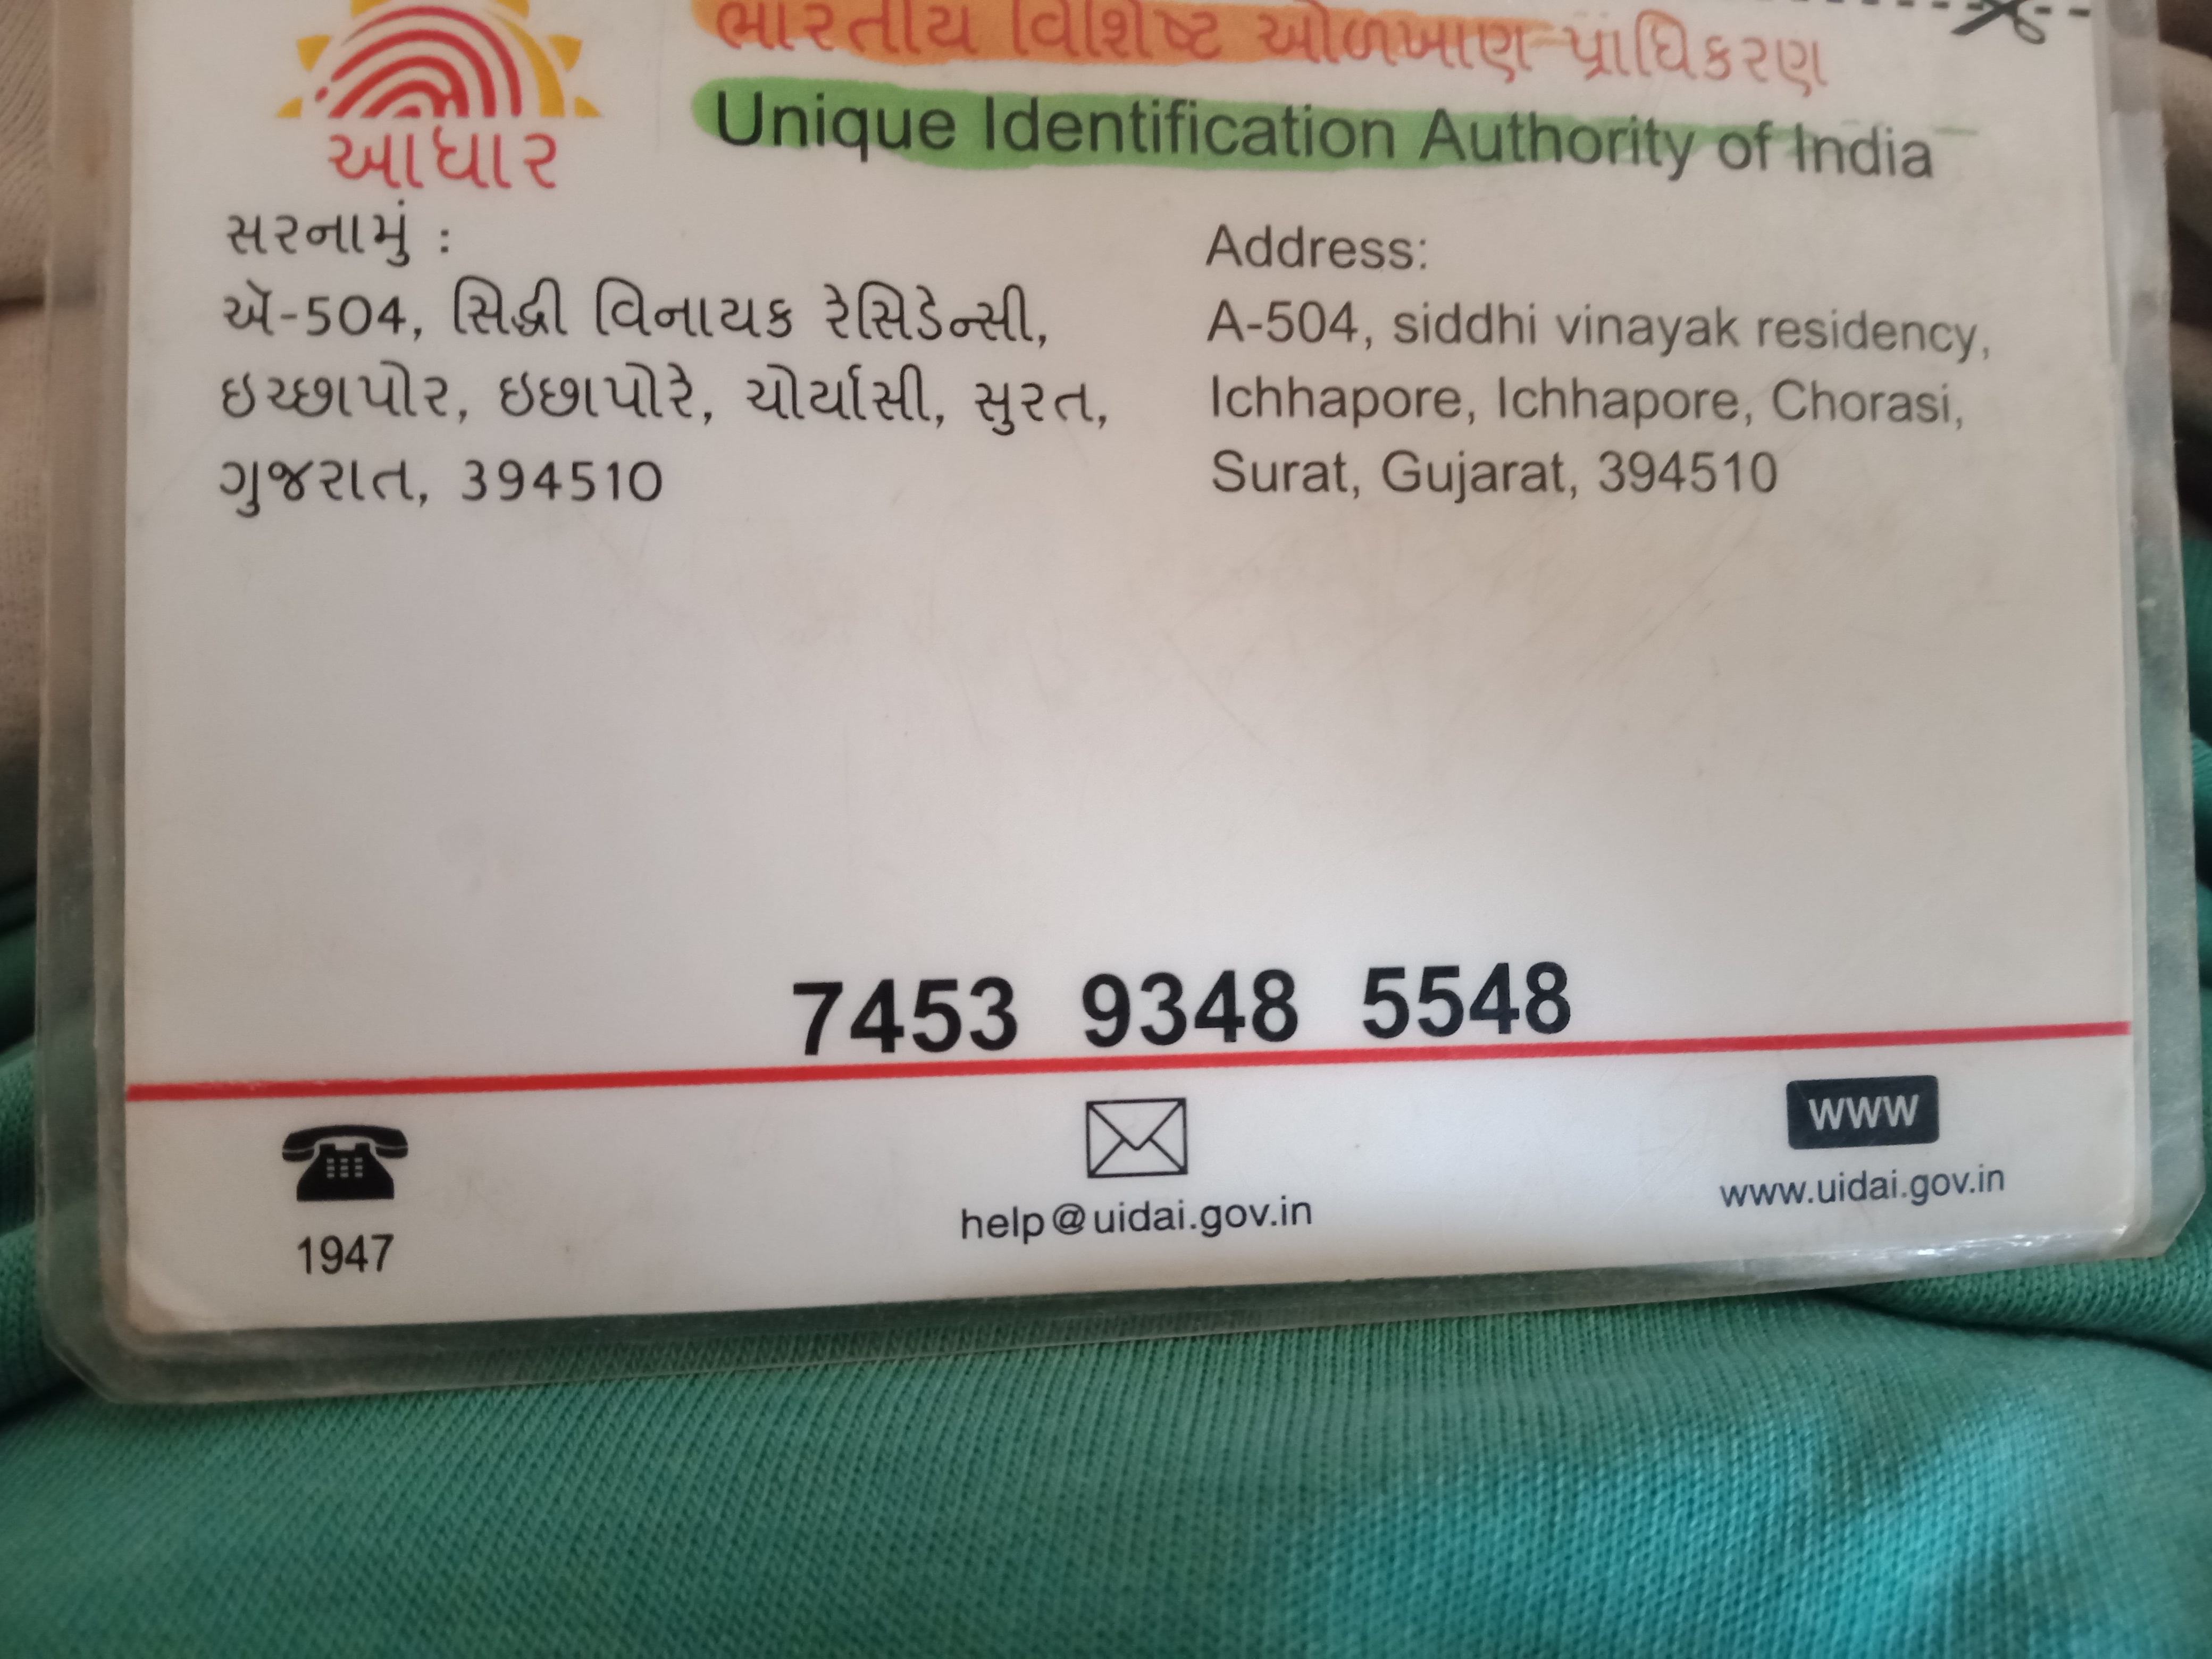 ભારતીય વિશિષ્ટ ઓળખાણ પ્રાધિકરણ
Unique Identification Authority of India
આધાર
સરનામું :
એ-504, સિદ્ધી વિનાયક રેસિડેન્સી,
ઇચ્છાપોર, ઇછાપોરે, ચોર્યાસી, સુરત,
ગુજરાત, 394510
Address:
A-504, siddhi vinayak residency,
Ichhapore, Ichhapore, Chorasi,
Surat, Gujarat, 394510
7453 9348 5548
1947
help@uidai.gov.in
WWW
www.uidai.gov.in